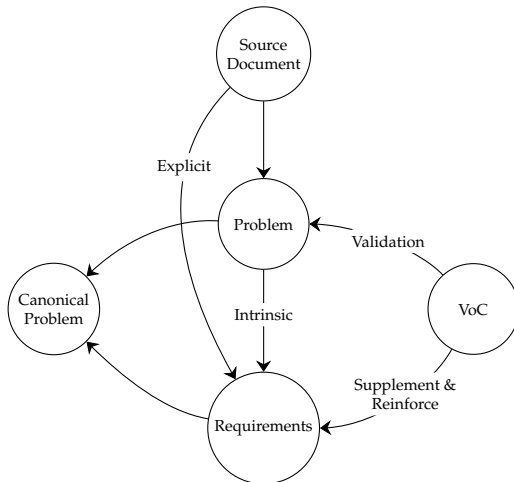 Source
Document
Explicit
Problem
Validation
Canonical
Problem
Intrinsic
VoC
Supplement &
Reinforce
Requirements